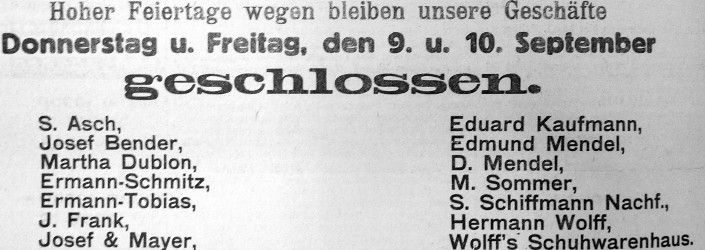 Hoher Feiertage wegen bleiben unsere Geschäfte
Donnerstag u. Freitag, den 9. u. 10. September
geschlossen.
S. Asch,
Josef Bender,
Martha Dublon,
Ermann-Schmitz,
Ermann-Tobias,
J. Frank,
Josef & Mayer,
Eduard Kaufmann,
Edmund Mendel,
D. Mendel,
M. Sommer,
S. Schiffmann Nachf.,
Hermann Wolff,
Wolff's Schuhwarenhaus.